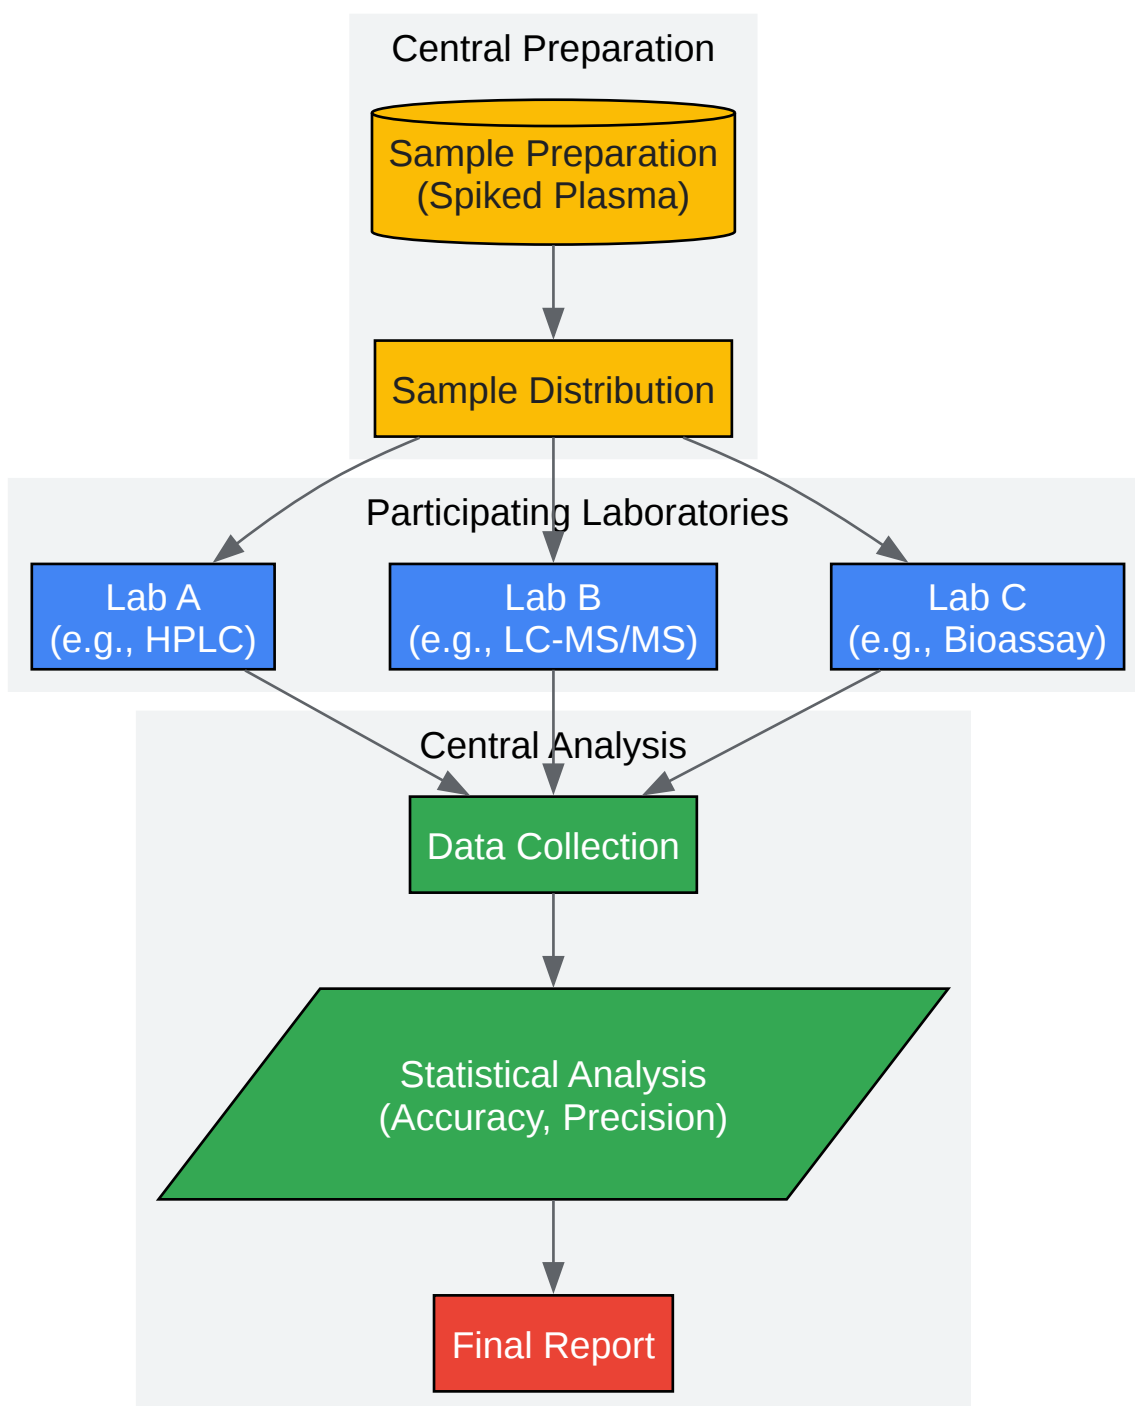 Central Preparation
Sample Preparation
(Spiked Plasma)
Sample Distribution
Participating Laboratories
Lab A
(e.g., HPLC)
Lab B
(e.g., LC-MS/MS)
Lab C
(e.g., Bioassay)
Central Analysis
Data Collection
Statistical Analysis
(Accuracy, Precision)
Final Report